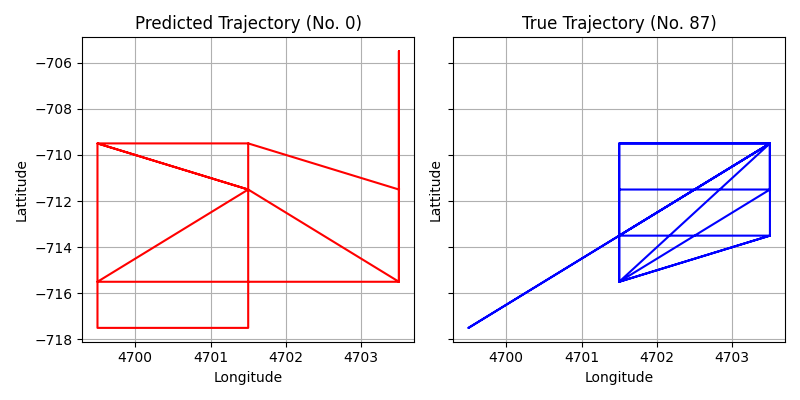 Predicted Trajectory (No. 0)
True Trajectory (No. 87)
Lattitude
−706
−708
−710
−712
−714
−716
−718
4700
4701
4702
4703
Longitude
Lattitude
4700
4701
4702
4703
Longitude